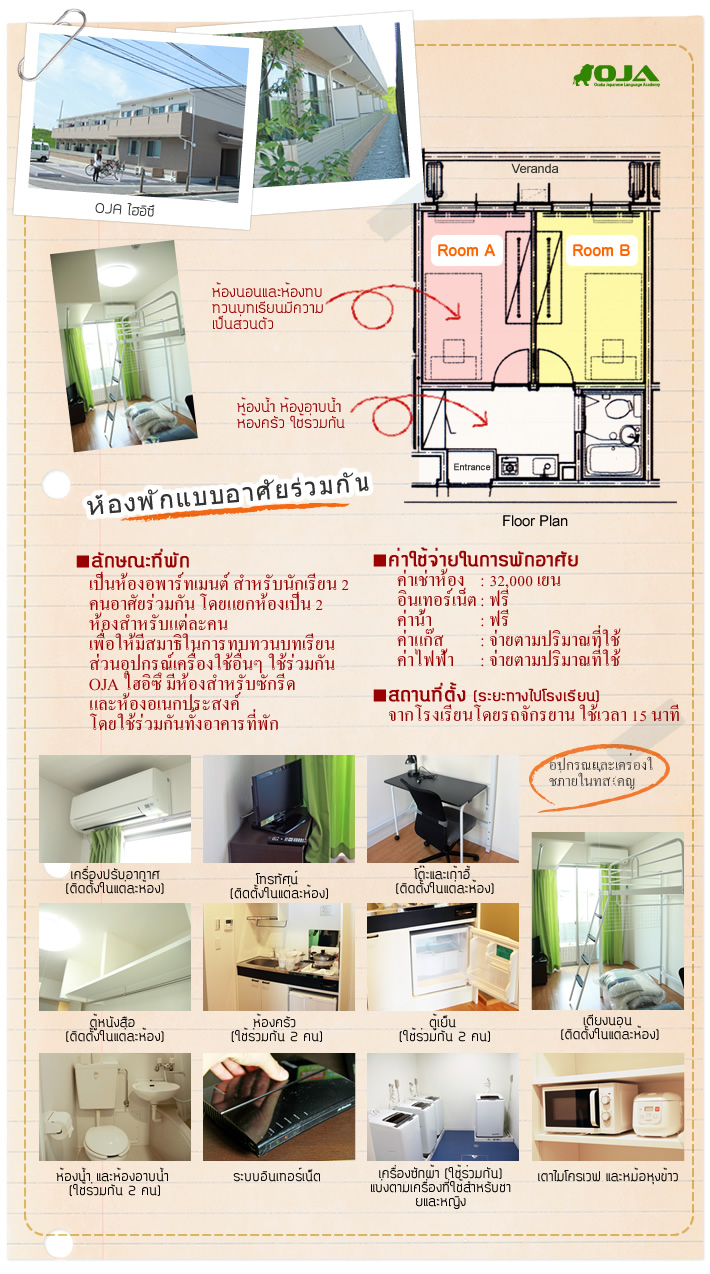 OJA
Osaka Japanese Language Academy
OJA ไฮอิซึ
Veranda
Room A
Room B
ห้องนอนและห้องทบ
ทวนบทเรียนมีความ
เป็นส่วนตัว
ห้องน้ำ ห้องอาบน้ำ
ห้องครัว ใช้ร่วมกัน
Entrance
Floor Plan
ห้องพักแบบอาศัยร่วมกัน
■ลักษณะที่พัก
เป็นห้องอพาร์ทเมนต์ สำหรับนักเรียน 2
คนอาศัยร่วมกัน โดยแยกห้องเป็น 2
ห้องสำหรับแต่ละคน
เพื่อให้มีสมาธิในการทบทวนบทเรียน
ส่วนอุปกรณ์เครื่องใช้อื่นๆ ใช้ร่วมกัน
OJA ไฮอิซึ มีห้องสำหรับซักรีด
และห้องอเนกประสงค์
โดยใช้ร่วมกันทั้งอาคารที่พัก
■ค่าใช้จ่ายในการพักอาศัย
ค่าเช่าห้อง : 32,000 เยน
อินเทอร์เน็ต : ฟรี
ค่าน้ำ : ฟรี
ค่าแก๊ส : จ่ายตามปริมาณที่ใช้
ค่าไฟฟ้า : จ่ายตามปริมาณที่ใช้
■สถานที่ตั้ง (ระยะทางไปโรงเรียน)
จากโรงเรียนโดยรถจักรยาน ใช้เวลา 15 นาที
เครื่องปรับอากาศ
(ติดตั้งในแต่ละห้อง)
โทรทัศน์
(ติดตั้งในแต่ละห้อง)
โต๊ะและเก้าอี้
(ติดตั้งในแต่ละห้อง)
ตู้หนังสือ
(ติดตั้งในแต่ละห้อง)
ห้องครัว
(ใช้ร่วมกัน 2 คน)
ตู้เย็น
(ใช้ร่วมกัน 2 คน)
เตียงนอน
(ติดตั้งในแต่ละห้อง)
ห้องน้ำ และห้องอาบน้ำ
(ใช้ร่วมกัน 2 คน)
ระบบอินเทอร์เน็ต
เครื่องซักผ้า (ใช้ร่วมกัน)
แบ่งตามเครื่องที่ใช้สำหรับชา
ยและหญิง
เตาไมโครเวฟ และหม้อหุงข้าว